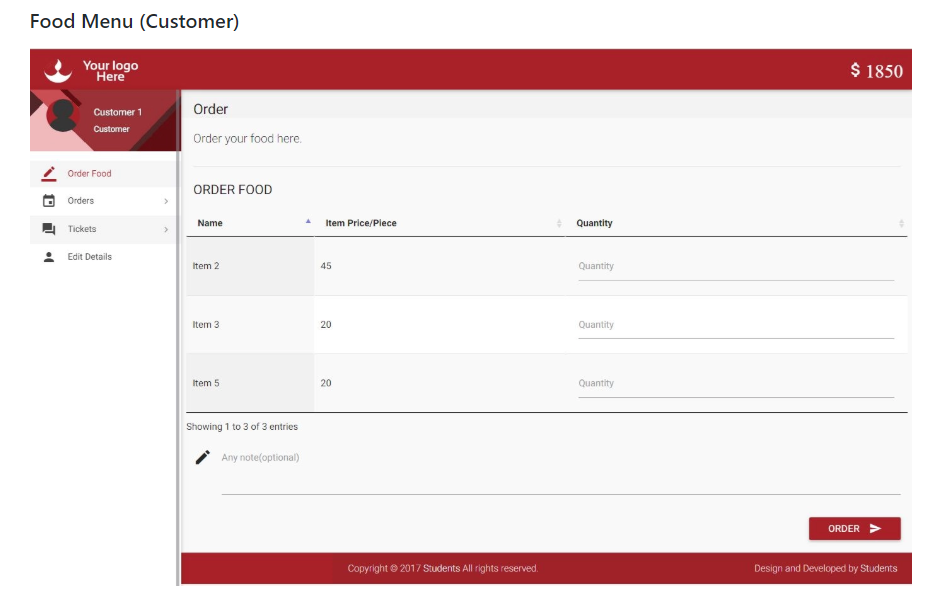 Food Menu (Customer)
Your logo
Here
$ 1850
Customer 1
Customer
Order Food
Orders
Tickets
Edit Details
Order
Order your food here.
ORDER FOOD
Name Item Price/Piece Quantity
Item 2 45 Quantity
Item 3 20 Quantity
Item 5 20 Quantity
Showing 1 to 3 of 3 entries
Any note(optional)
ORDER
Copyright © 2017 Students All rights reserved. Design and Developed by Students